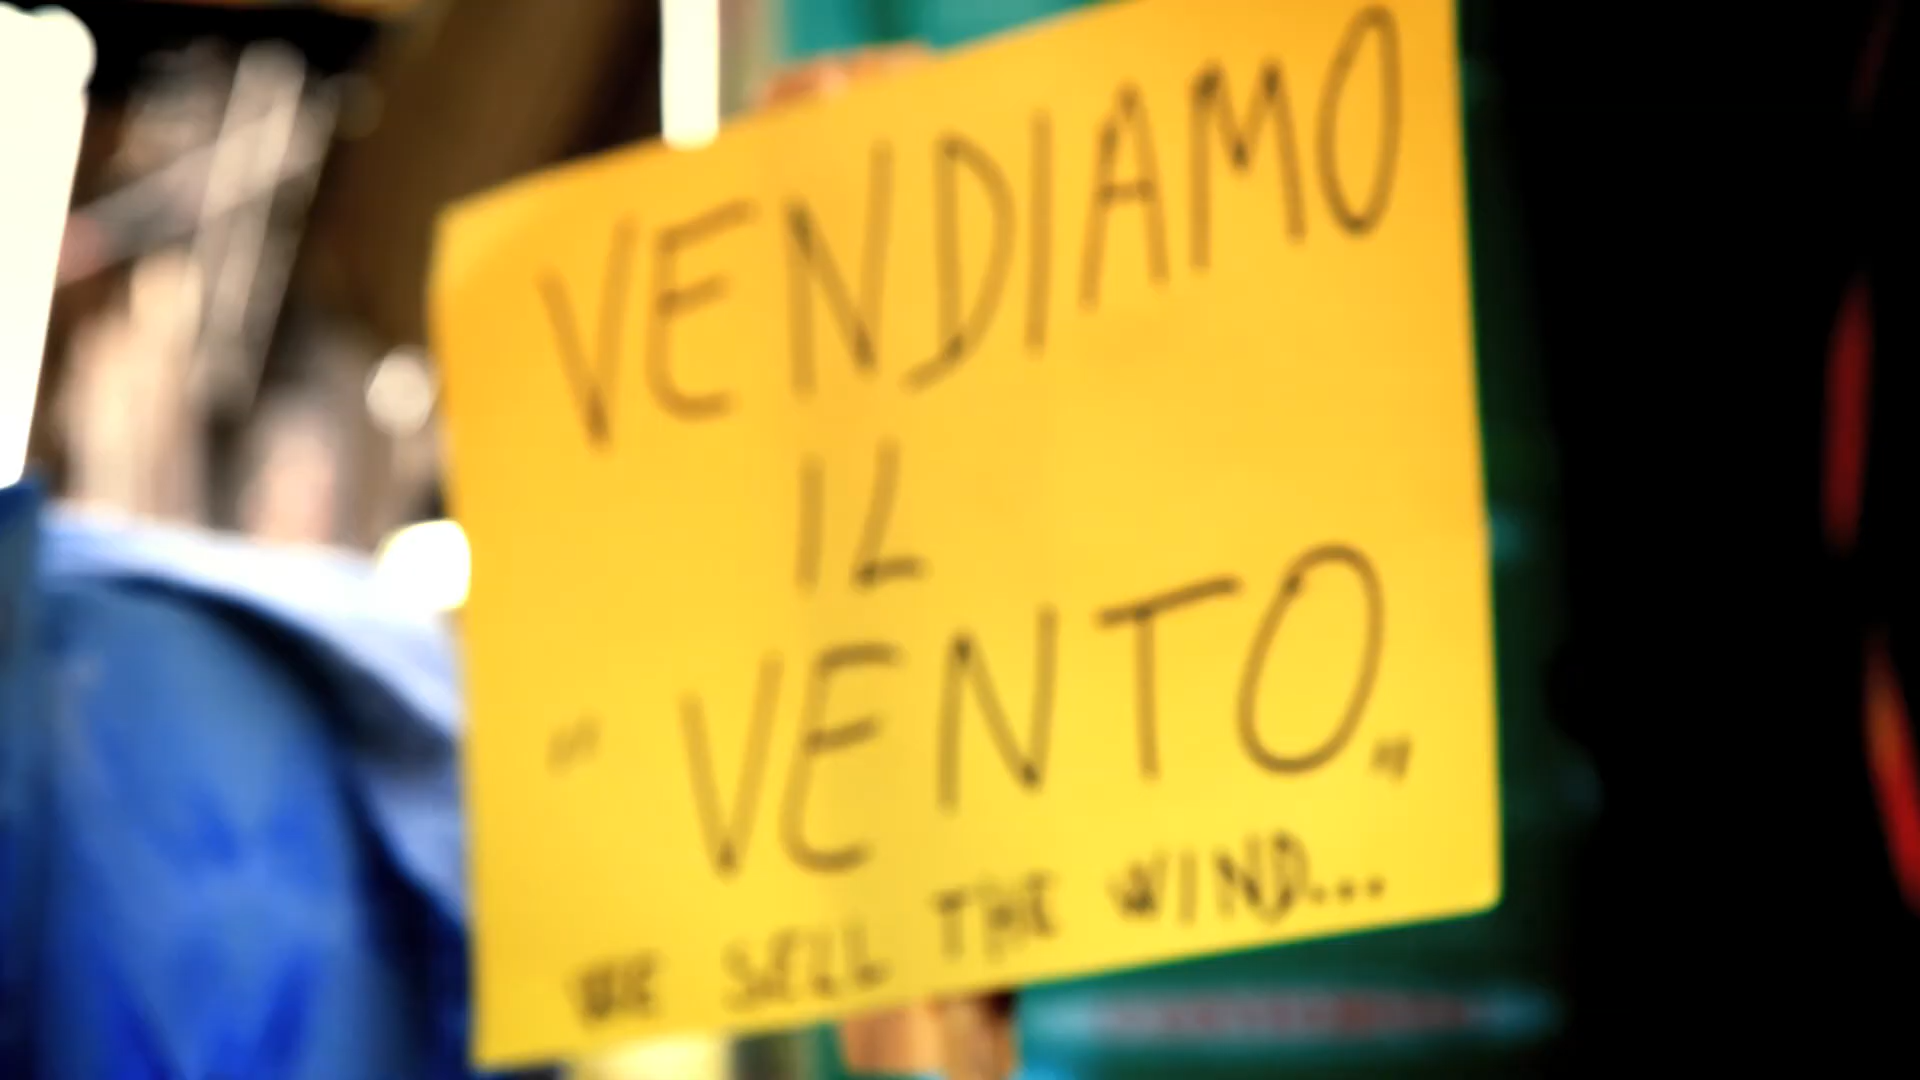 VENDIAMO
IL
"VENTO„
WE SELL THE WIND...